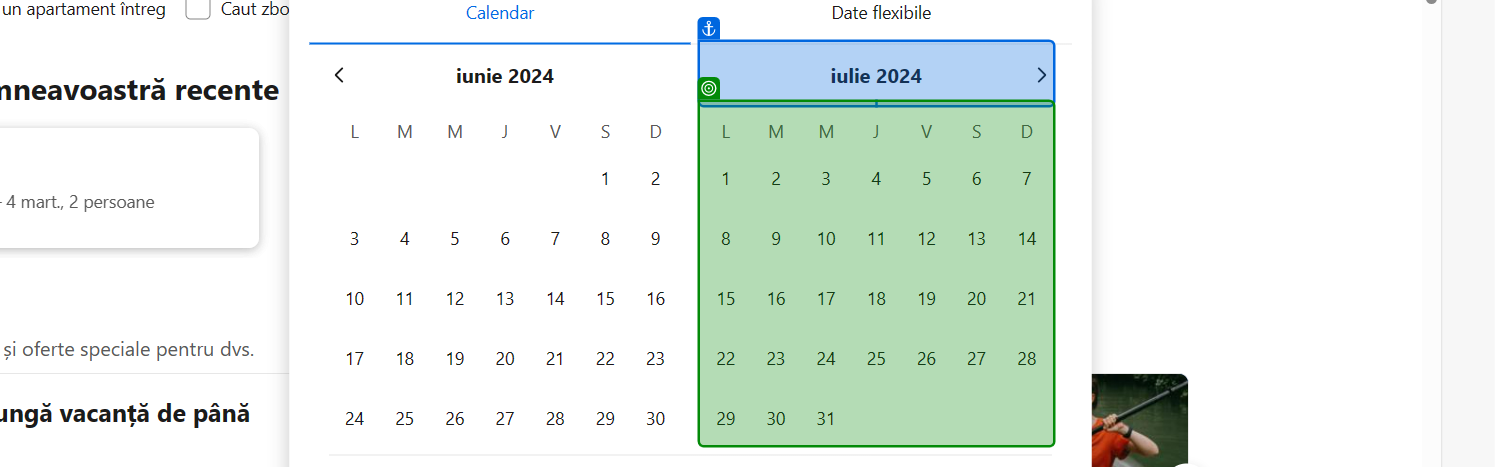 un apartament întreg Caut zbo
Calendar Date flexibile
mneavoastră recente
iunie 2024 iulie 2024
L M M J V S D L M M J V S D
1 2 1 2 3 4 5 6 7
- 4 mart., 2 persoane
3 4 5 6 7 8 9 8 9 10 11 12 13 14
10 11 12 13 14 15 16 15 16 17 18 19 20 21
și oferte speciale pentru dvs.
17 18 19 20 21 22 23 22 23 24 25 26 27 28
ungă vacanță de până
24 25 26 27 28 29 30 29 30 31